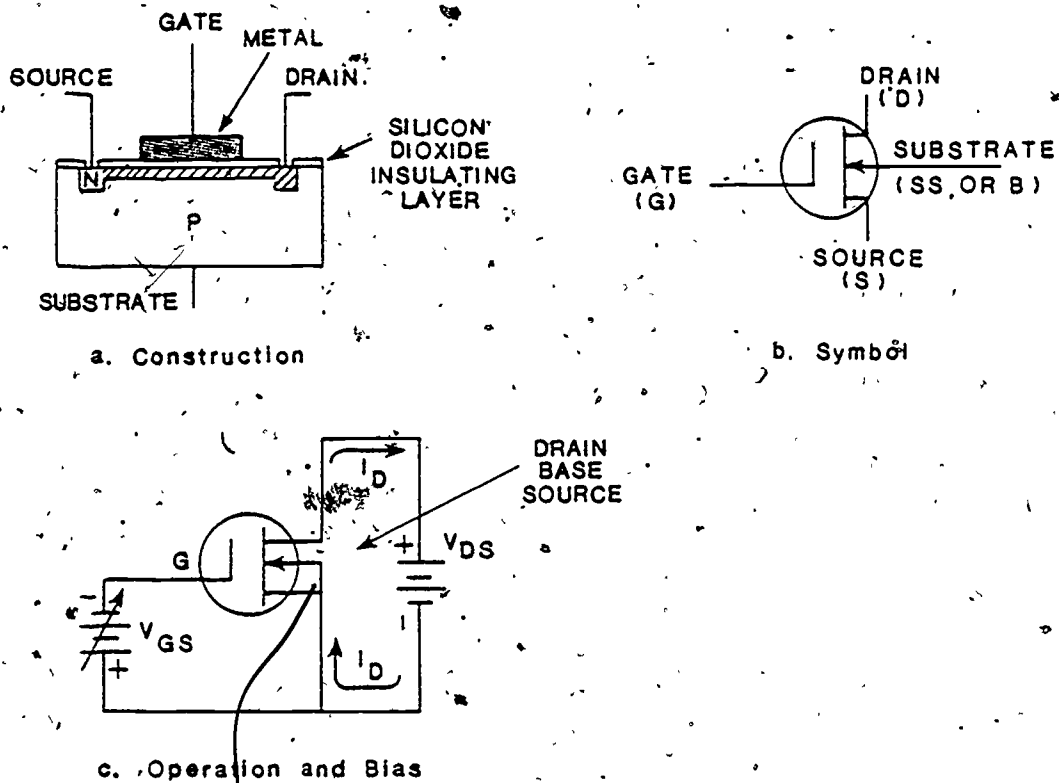 GATE
METAL
SOURCE
DRAIN
SILICON
DIOXIDE
INSULATING
LAYER
N
P
SUBSTRATE
a. Construction
DRAIN
(D)
SUBSTRATE
(SS, OR B)
GATE
(G)
SOURCE
(S)
b. Symbol
I D
DRAIN
BASE
SOURCE
G
+
V DS
-
V GS
+
I D
c. Operation and Bias